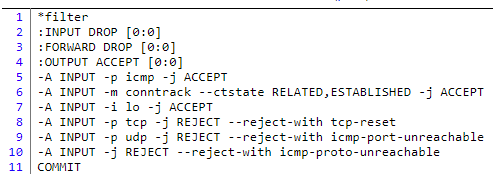 1 *filter
2 :INPUT DROP [0:0]
3 :FORWARD DROP [0:0]
4 :OUTPUT ACCEPT [0:0]
5 -A INPUT -p icmp -j ACCEPT
6 -A INPUT -m conntrack --ctstate RELATED,ESTABLISHED -j ACCEPT
7 -A INPUT -i lo -j ACCEPT
8 -A INPUT -p tcp -j REJECT --reject-with tcp-reset
9 -A INPUT -p udp -j REJECT --reject-with icmp-port-unreachable
10 -A INPUT -j REJECT --reject-with icmp-proto-unreachable
11 COMMIT